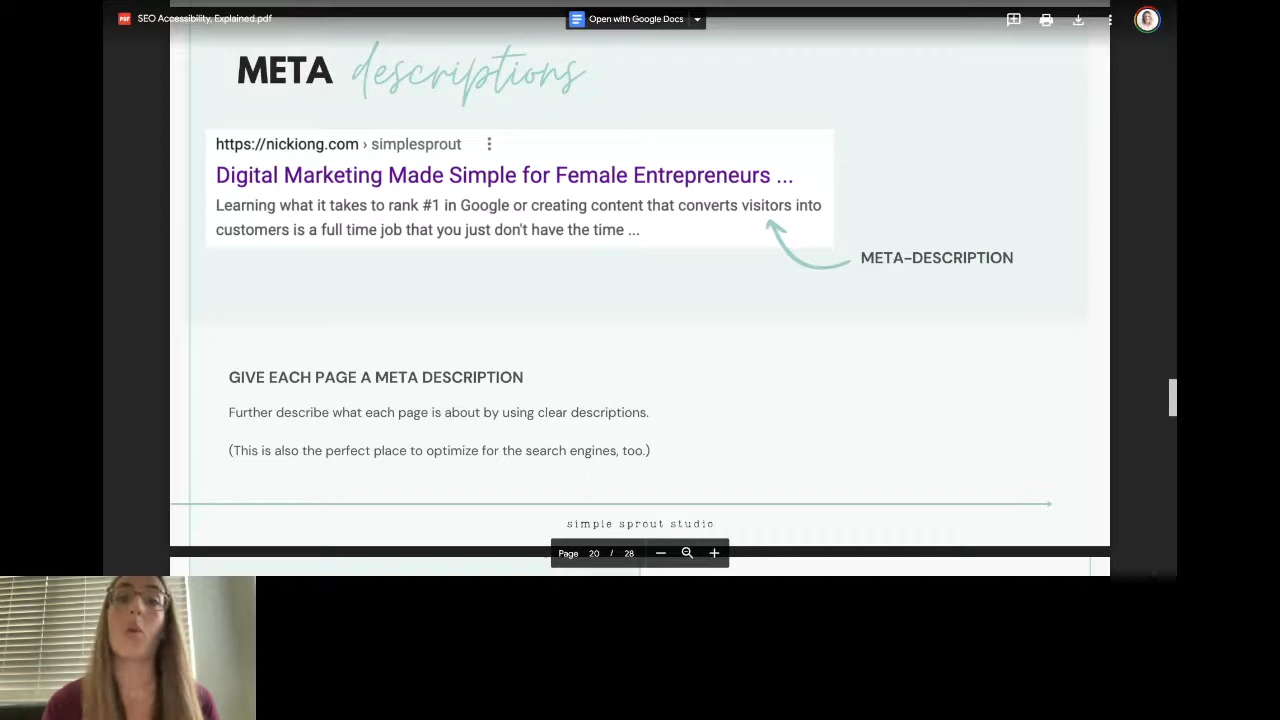 SEO Accessibility, Explained.pdf
Open with Google Docs
META descriptions
https://nickiong.com › simplesprout
Digital Marketing Made Simple for Female Entrepreneurs ...
Learning what it takes to rank #1 in Google or creating content that converts visitors into
customers is a full time job that you just don't have the time ...
META-DESCRIPTION
GIVE EACH PAGE A META DESCRIPTION
Further describe what each page is about by using clear descriptions.
(This is also the perfect place to optimize for the search engines, too.)
simple sprout studio
Page 20 / 28